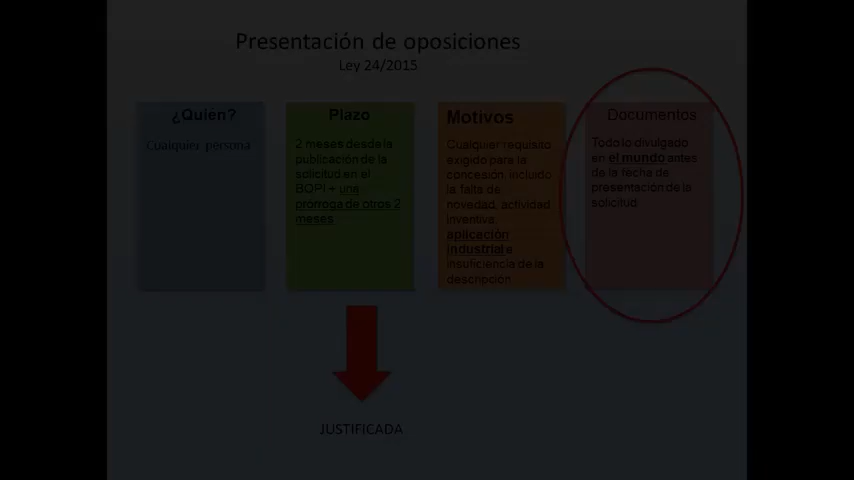 Presentación de oposiciones
Ley 24/2015
¿Quién?
Cualquier persona
Plazo
2 meses desde la
publicación de la
solicitud en el
BOPI + una
prorroga de otros 2
meses
Motivos
Cualquier requisito
exigido para la
concesión, incluido
la falta de
novedad, actividad
inventiva,
aplicación
industrial e
insuficiencia de la
descripción
Documentos
Todo lo divulgado
en el mundo antes
de la fecha de
presentación de la
solicitud
JUSTIFICADA